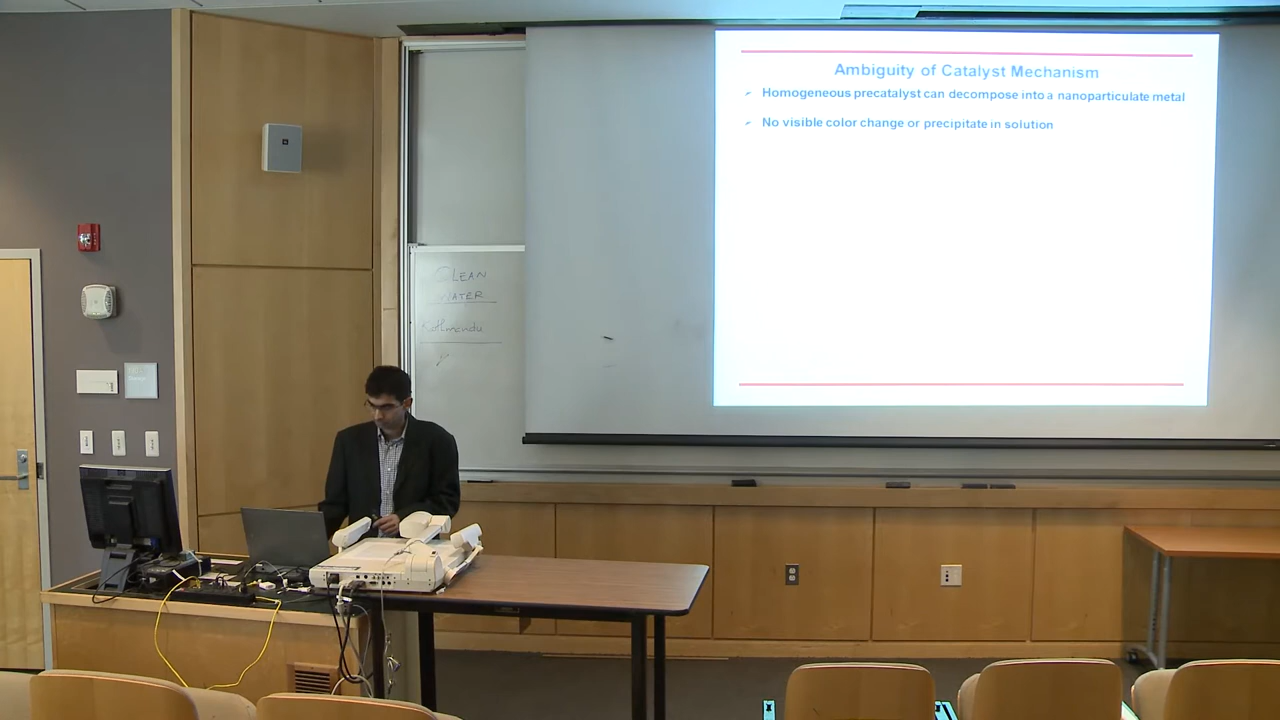 Ambiguity of Catalyst Mechanism
Homogeneous precatalyst can decompose into a nanoparticulate metal
No visible color change or precipitate in solution
CLEAN
WATER
Kathmandu